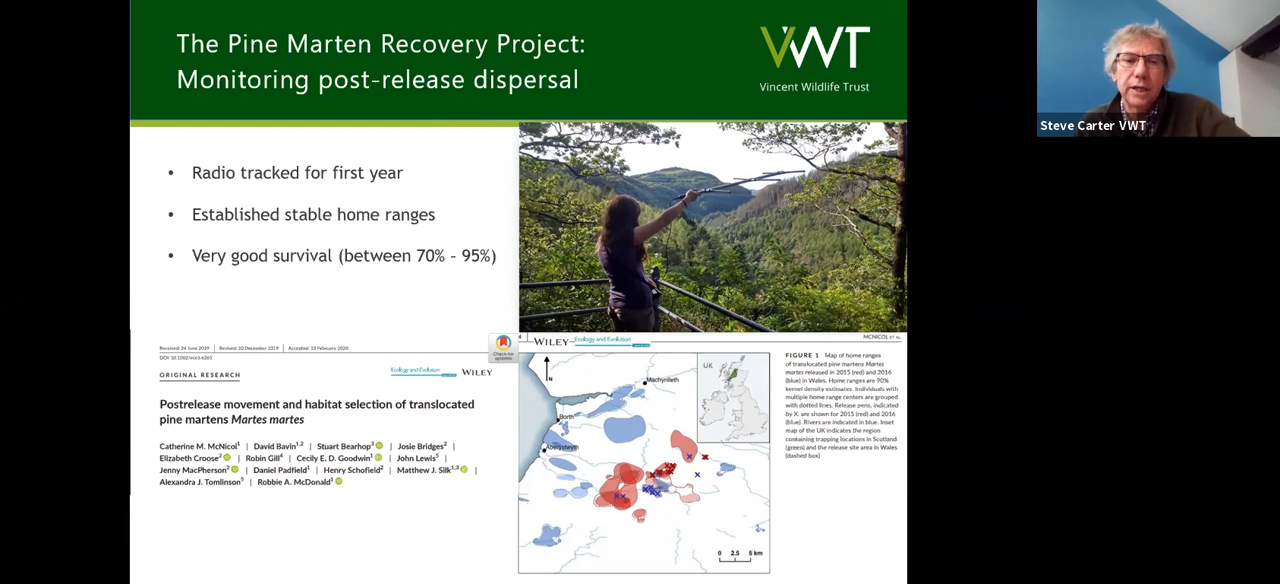 The Pine Marten Recovery Project:
Monitoring post-release dispersal
VWT
Vincent Wildlife Trust
Steve Carter VWT
• Radio tracked for first year
• Established stable home ranges
• Very good survival (between 70% - 95%)
Received: 24 June 2019 | Revised: 20 December 2019 | Accepted: 13 February 2020
ORIGINAL RESEARCH
Ecology and Evolution
WILEY
Check for
updates
Postrelease movement and habitat selection of translocated
pine martens Martes martes
Catherine M. McNicol1 | David Bavin1,2 | Stuart Bearhop3 | Josie Bridges2 |
Elizabeth Croose2 | Robin Gill4 | Cecily E. D. Goodwin1 | John Lewis5 |
Jenny MacPherson2 | Daniel Padfield1 | Henry Schofield2 | Matthew J. Silk1,3 |
Alexandra J. Tomlinson5 | Robbie A. McDonald1
WILEY
Ecology and Evolution
MCNICOL ET AL.
N
Machynlleth
Borth
Aberystwyth
UK
0 2.5 5 km
FIGURE 1 Map of home ranges
of translocated pine martens Martes
martes released in 2015 (red) and 2016
(blue) in Wales. Home ranges are 90%
kernel density estimates. Individuals with
multiple home range centers are grouped
with dotted lines. Release pens, indicated
by X, are shown for 2015 (red) and 2016
(blue). Rivers are indicated in blue. Inset
map of the UK indicates the region
containing trapping locations in Scotland
(green) and the release site area in Wales
(dashed box)